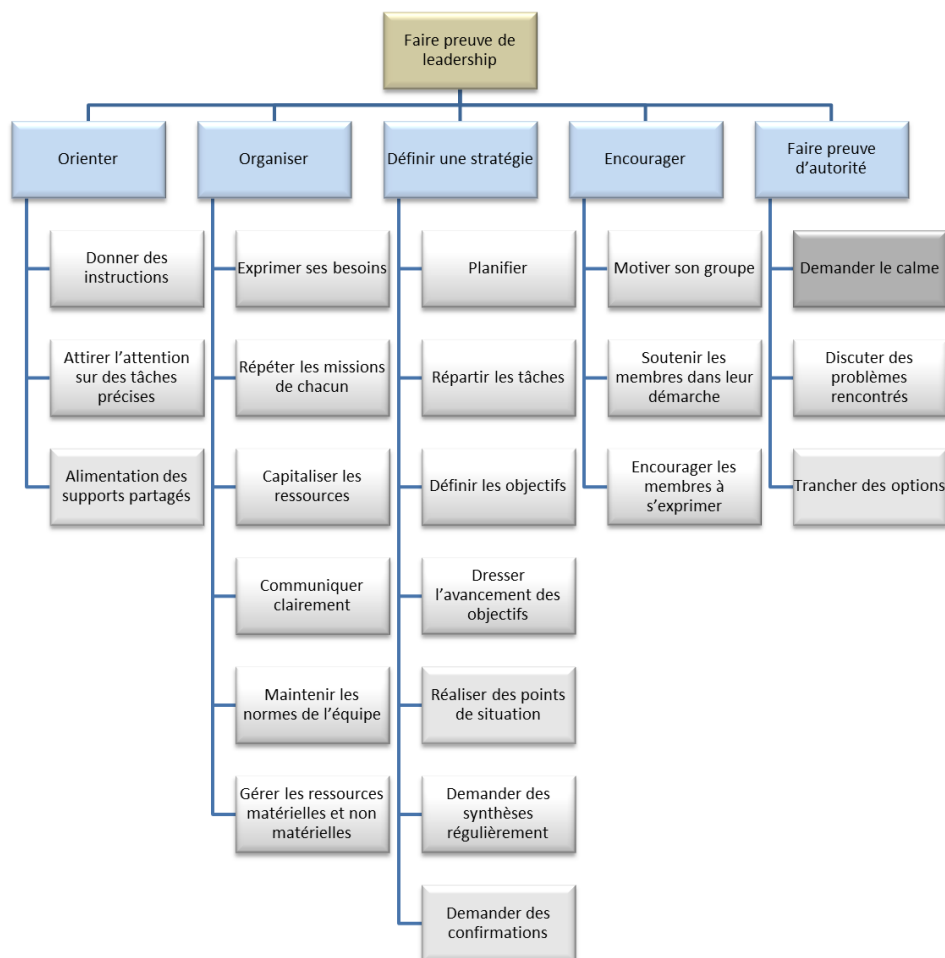 Faire preuve de
leadership
Orienter
Organiser
Définir une stratégie
Encourager
Faire preuve
d’autorité
Donner des
instructions
Attirer l’attention
sur des tâches
précises
Alimentation des
supports partagés
Exprimer ses besoins
Répéter les missions
de chacun
Capitaliser les
ressources
Communiquer
clairement
Maintenir les
normes de l’équipe
Gérer les ressources
matérielles et non
matérielles
Planifier
Répartir les tâches
Définir les objectifs
Dresser
l’avancement des
objectifs
Réaliser des points
de situation
Demander des
synthèses
régulièrement
Demander des
confirmations
Motiver son groupe
Soutenir les
membres dans leur
démarche
Encourager les
membres à
s’exprimer
Demander le calme
Discuter des
problèmes
rencontrés
Trancher des options